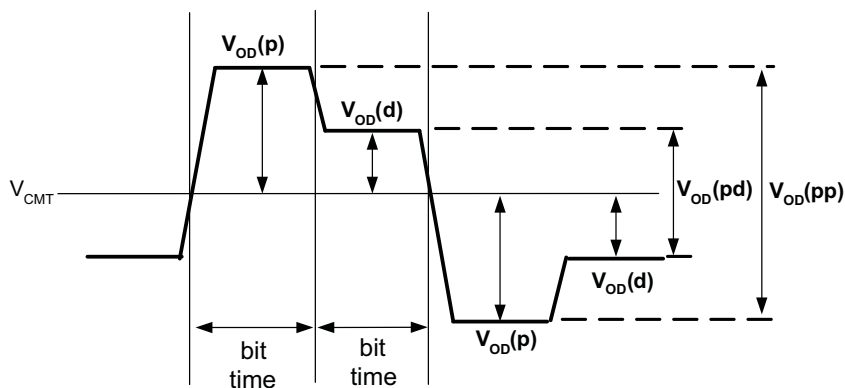 V_OD(p)
V_OD(d)
V_CMT
V_OD(pd)
V_OD(pp)
V_OD(d)
V_OD(p)
bit
time
bit
time